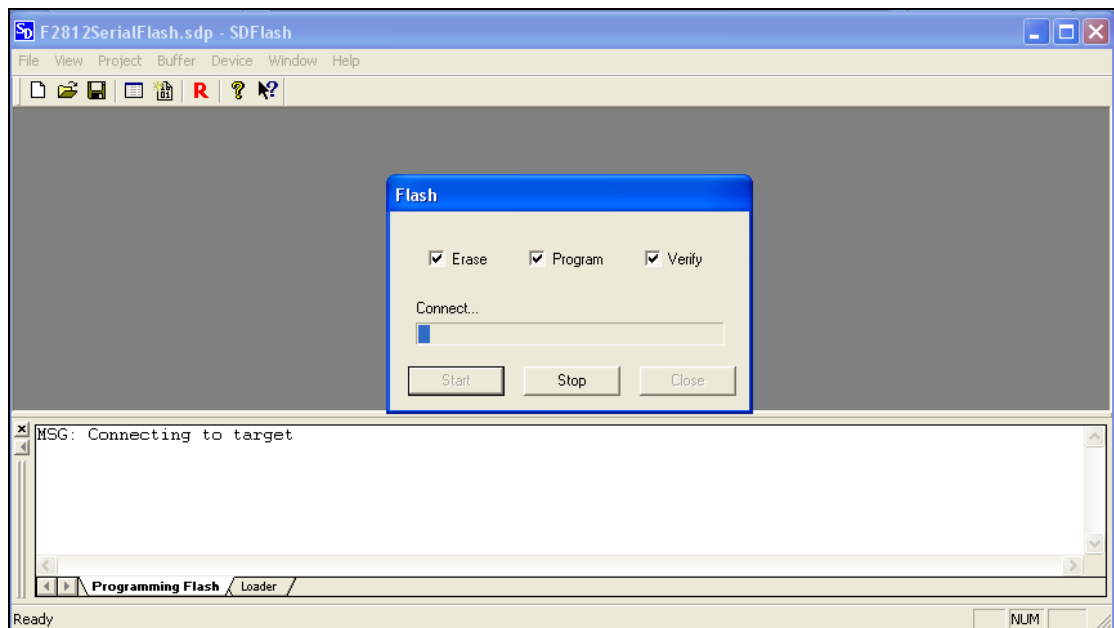 SD F2812SerialFlash.sdp - SDFlash
File View Project Buffer Device Window Help
R ? ?
Flash
Erase Program Verify
Connect...
Start Stop Close
MSG: Connecting to target
Programming Flash Loader
Ready NUM